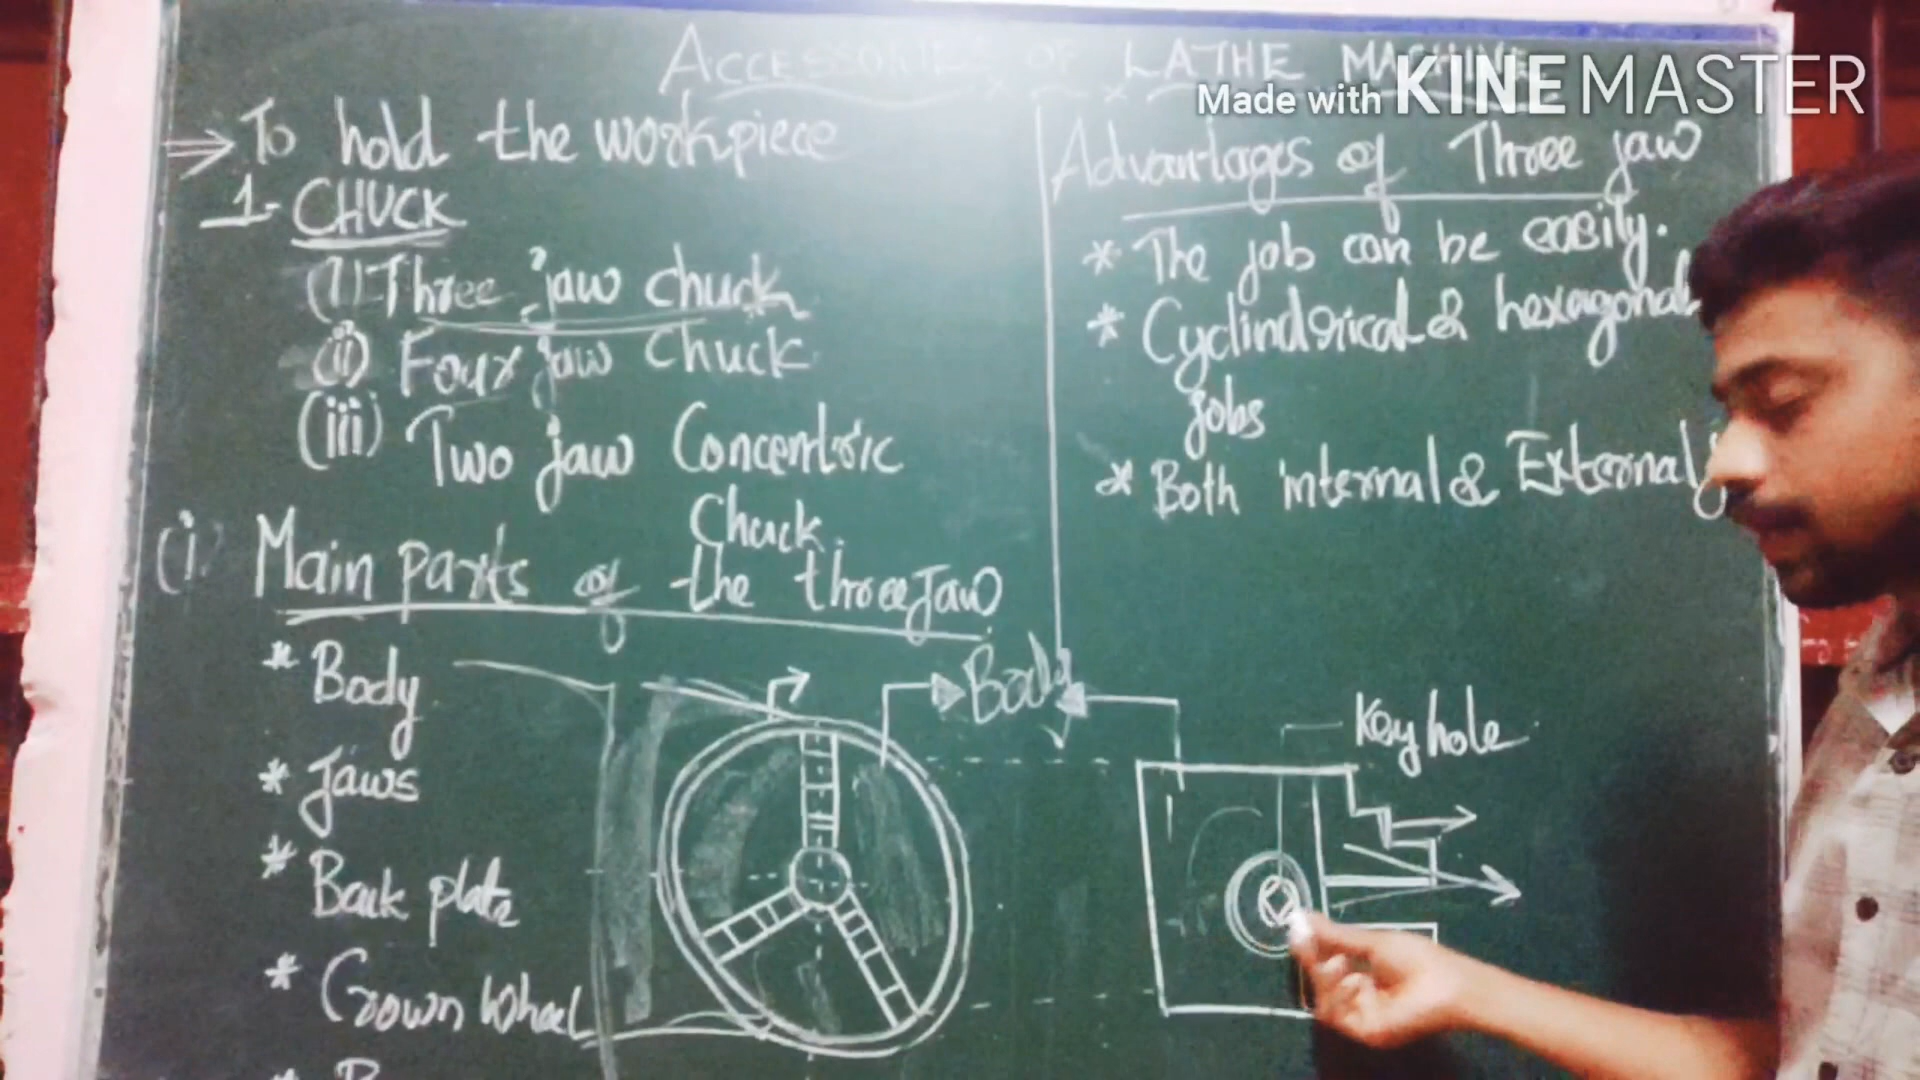 ACCESSORIES OF LATHE MACHINE
Made with KINEMASTER
To hold the workpiece
1- CHUCK
(i) Three jaw chuck
(ii) Four jaw chuck
(iii) Two jaw Concentric
Chuck.
(i) Main parts of the three Jaw
* Body
* Jaws
* Back plate
* Crown Wheel
Advantages of Three jaw
* The job can be easily.
* Cyclindrical & hexagonal
jobs
* Both internal & External
Body
Key hole